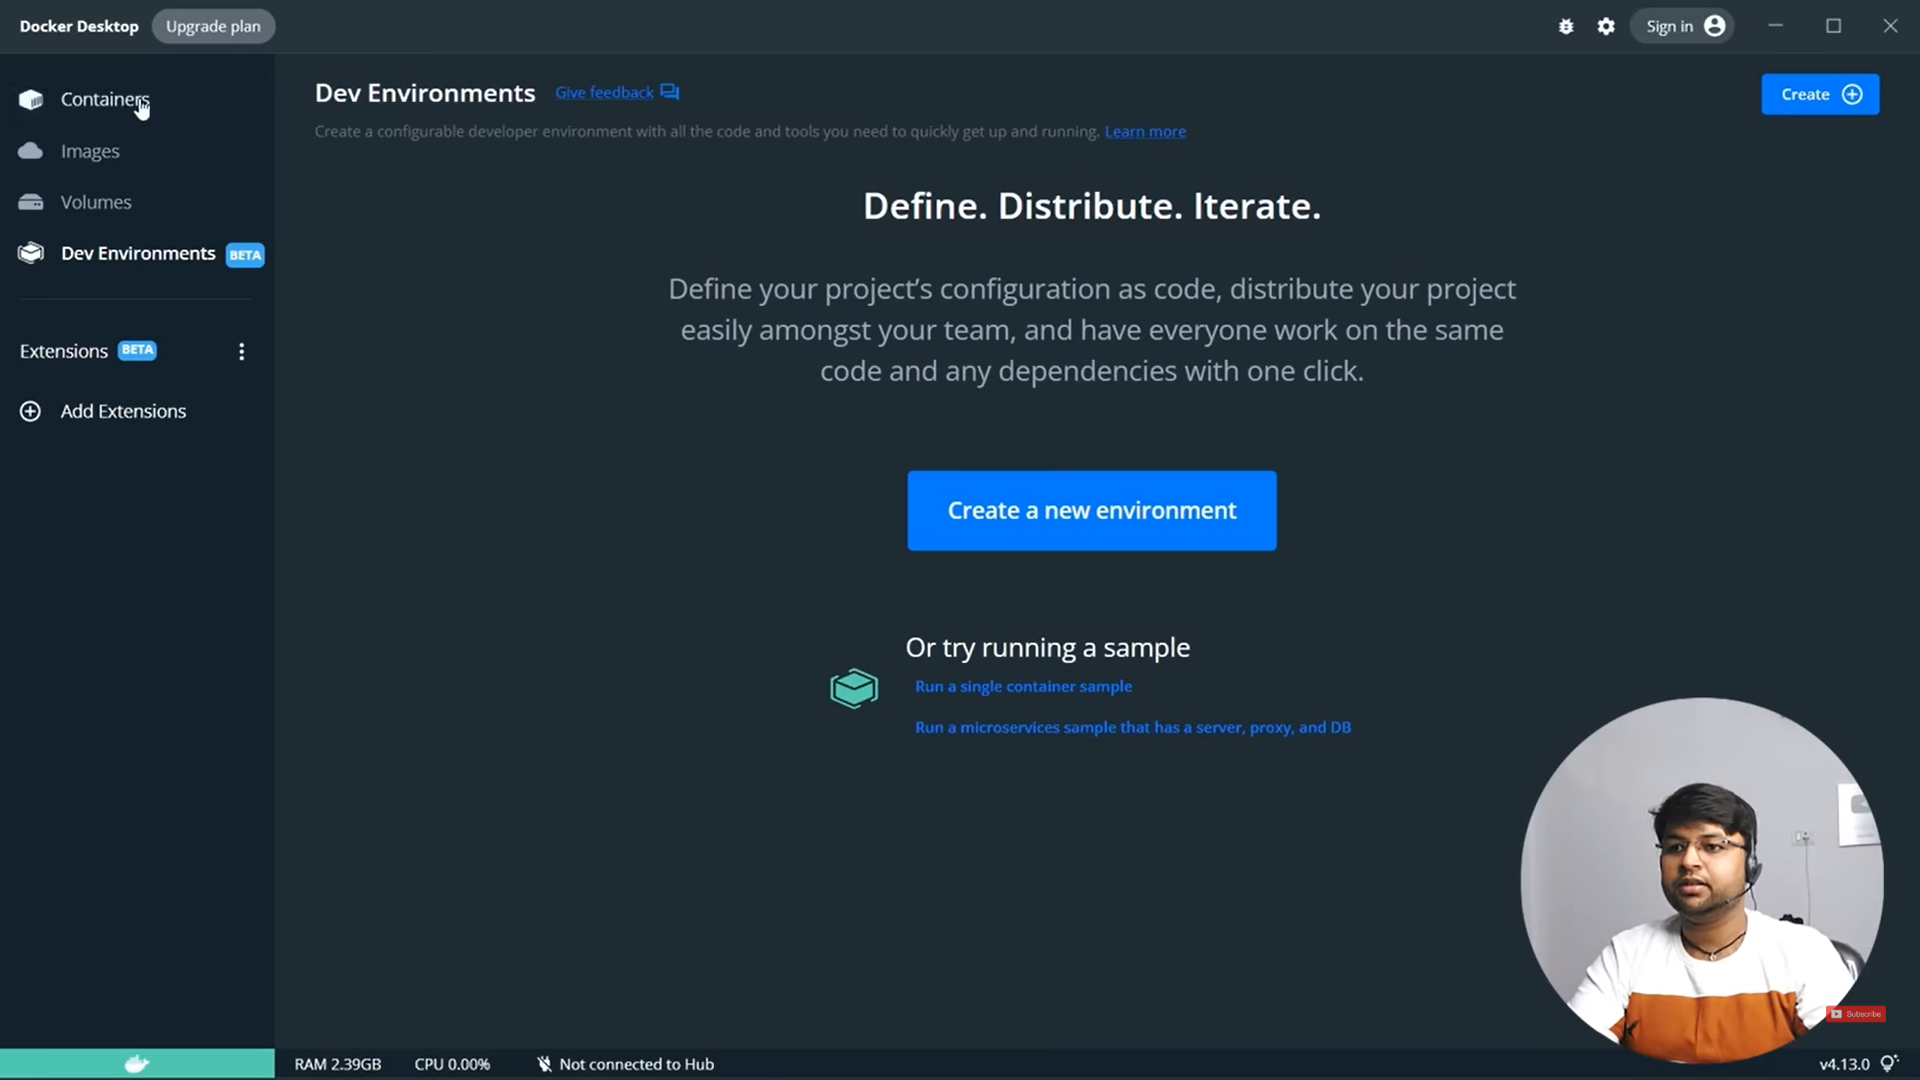 Docker Desktop
Upgrade plan
Sign in
Containers
Images
Volumes
Dev Environments BETA
Extensions BETA
Add Extensions
Dev Environments
Give feedback
Create
Create a configurable developer environment with all the code and tools you need to quickly get up and running. Learn more
Define. Distribute. Iterate.
Define your project's configuration as code, distribute your project
easily amongst your team, and have everyone work on the same
code and any dependencies with one click.
Create a new environment
Or try running a sample
Run a single container sample
Run a microservices sample that has a server, proxy, and DB
Subscribe
RAM 2.39GB
CPU 0.00%
Not connected to Hub
v4.13.0